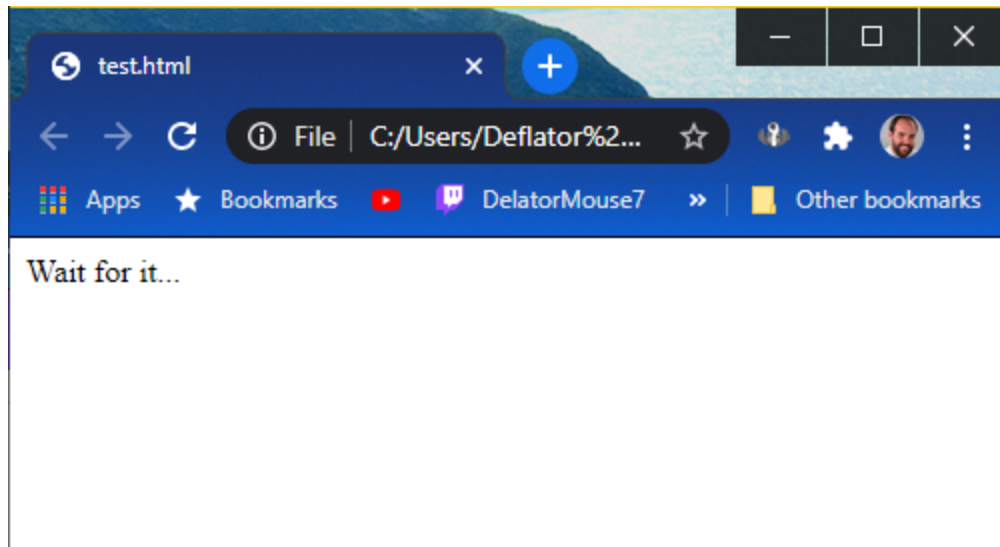 test.html
File C:/Users/Deflator%2...
Apps Bookmarks DelatorMouse7 » Other bookmarks
Wait for it...